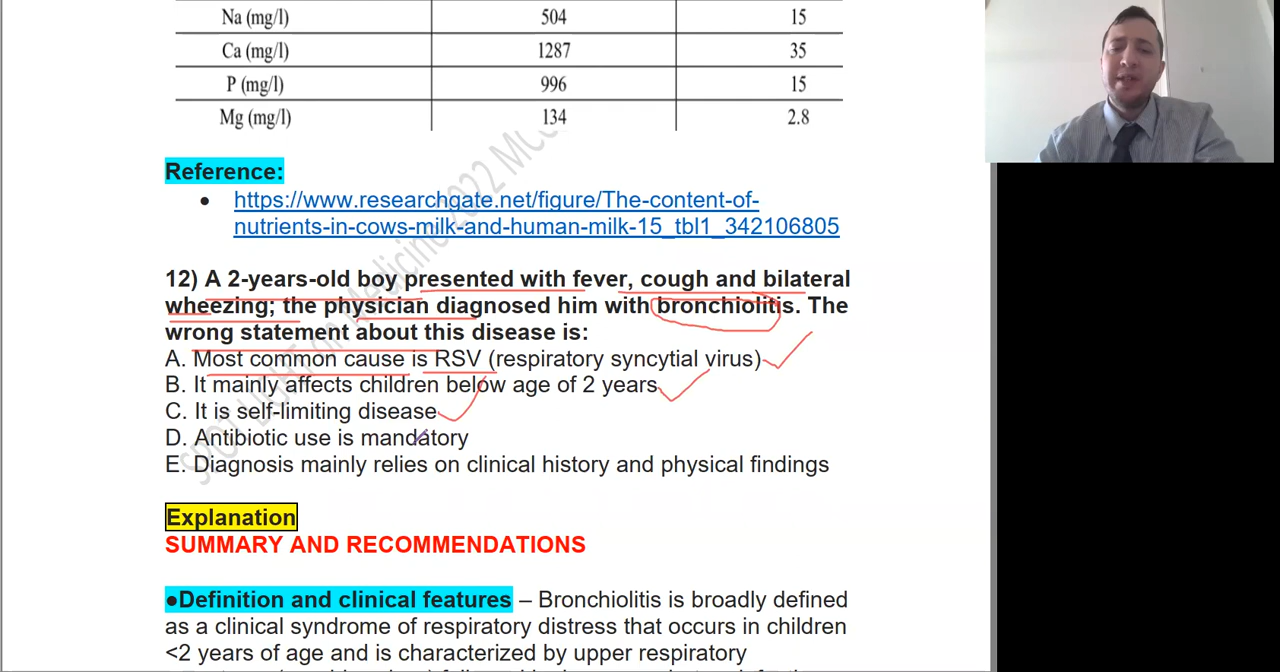 Na (mg/l) 504 15
Ca (mg/l) 1287 35
P (mg/l) 996 15
Mg (mg/l) 134 2.8
Reference:
• https://www.researchgate.net/figure/The-content-of-
nutrients-in-cows-milk-and-human-milk-15_tbl1_342106805
12) A 2-years-old boy presented with fever, cough and bilateral
wheezing; the physician diagnosed him with bronchiolitis. The
wrong statement about this disease is:
A. Most common cause is RSV (respiratory syncytial virus)
B. It mainly affects children below age of 2 years
C. It is self-limiting disease
D. Antibiotic use is mandatory
E. Diagnosis mainly relies on clinical history and physical findings
Explanation
SUMMARY AND RECOMMENDATIONS
●Definition and clinical features – Bronchiolitis is broadly defined
as a clinical syndrome of respiratory distress that occurs in children
<2 years of age and is characterized by upper respiratory